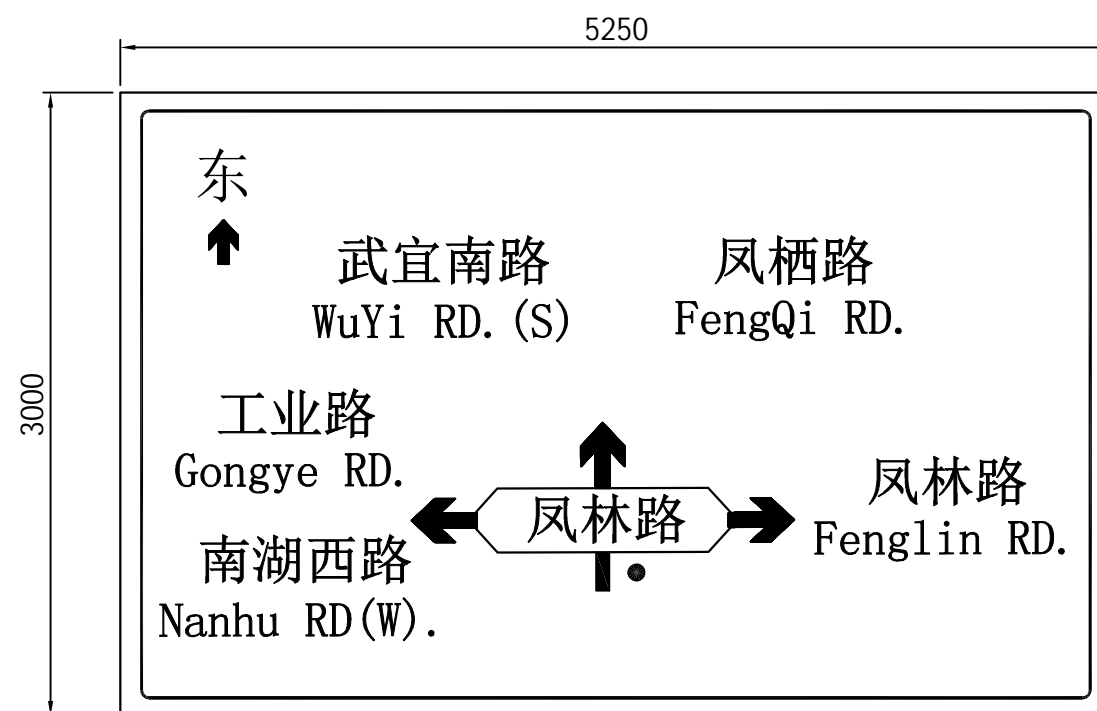 5250
3000
东
武宜南路
WuYi RD.(S)
凤栖路
FengQi RD.
工业路
Gongye RD.
南湖西路
Nanhu RD(W).
凤林路
凤林路
Fenglin RD.